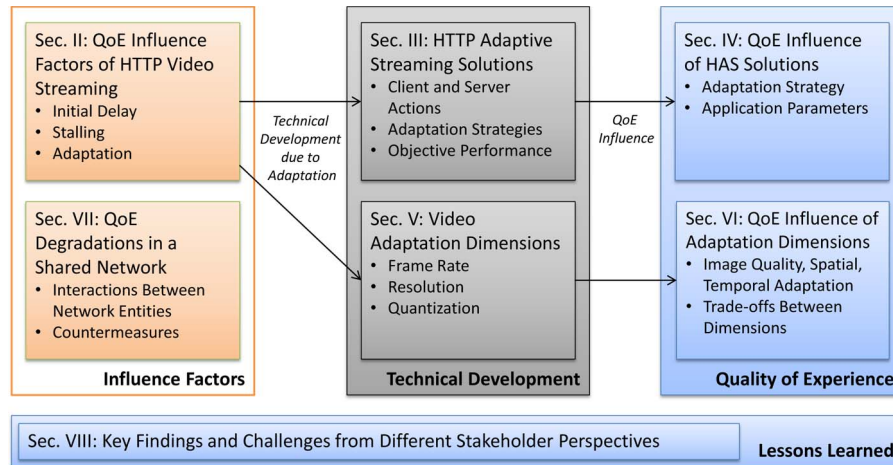 Sec. II: QoE Influence
Factors of HTTP Video
Streaming
• Initial Delay
• Stalling
• Adaptation
Sec. VII: QoE
Degradations in a
Shared Network
• Interactions Between
Network Entities
• Countermeasures
Influence Factors
Technical
Development
due to
Adaptation
Sec. III: HTTP Adaptive
Streaming Solutions
• Client and Server
Actions
• Adaptation Strategies
• Objective Performance
Sec. V: Video
Adaptation Dimensions
• Frame Rate
• Resolution
• Quantization
Technical Development
QoE
Influence
Sec. IV: QoE Influence
of HAS Solutions
• Adaptation Strategy
• Application Parameters
Sec. VI: QoE Influence of
Adaptation Dimensions
• Image Quality, Spatial,
Temporal Adaptation
• Trade-offs Between
Dimensions
Quality of Experience
Sec. VIII: Key Findings and Challenges from Different Stakeholder Perspectives
Lessons Learned